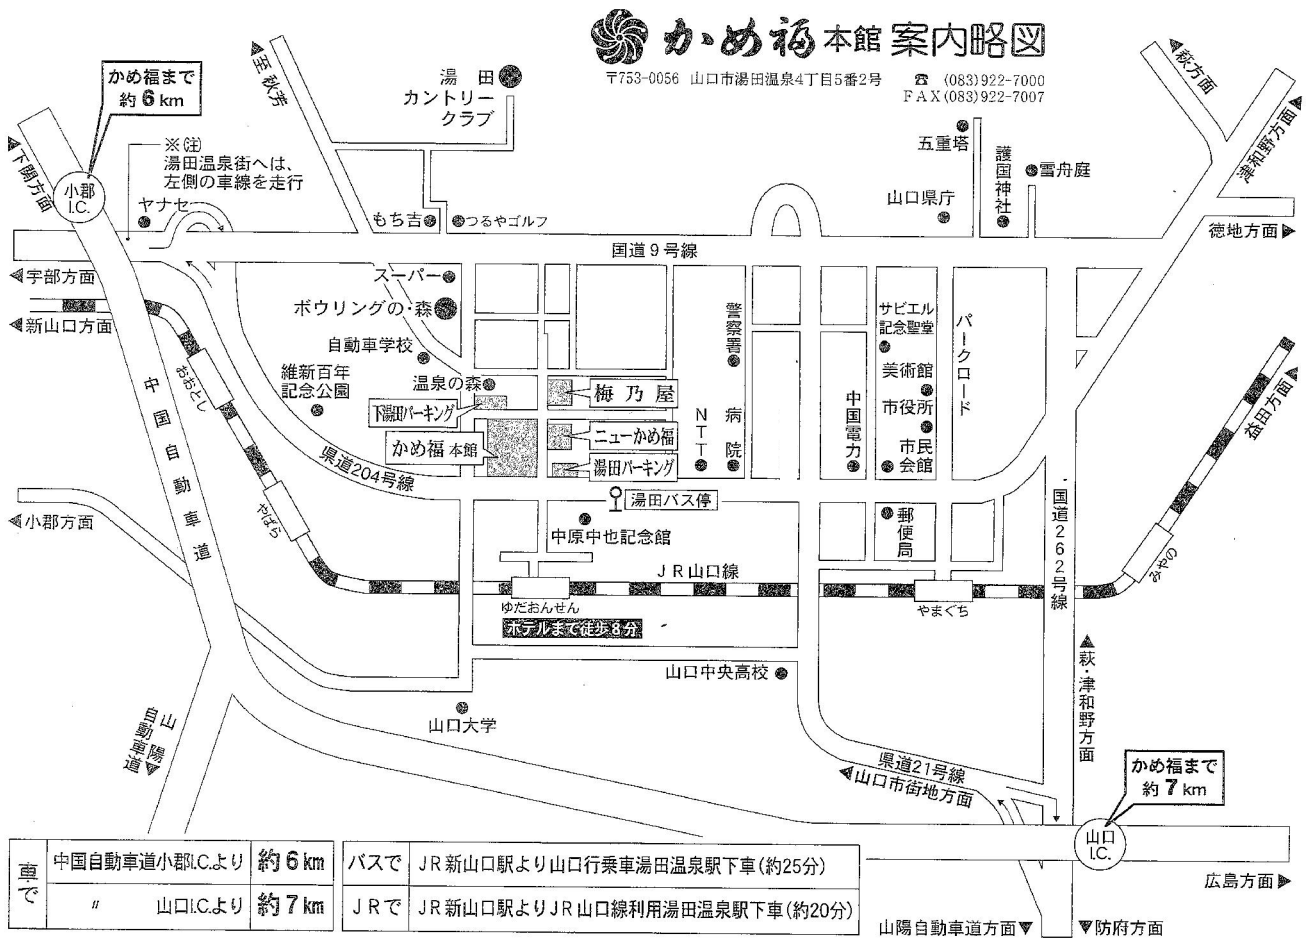 かめ福 本館 案内略図
〒753-0056 山口市湯田温泉4丁目5番2号
☎ (083)922-7000
FAX(083)922-7007
かめ福まで
約6km
至 秋芳
湯田
カントリー
クラブ
萩方面
津和野方面
下関方面
※(注)
湯田温泉街へは、
左側の車線を走行
小郡
I.C.
ヤナセ
もち吉
つるやゴルフ
五重塔
護国神社
雪舟庭
山口県庁
徳地方面
国道9号線
宇部方面
スーパー
新山口方面
ボウリングの・森
自動車学校
警察署
サビエル
記念聖堂
パークロード
おおとし
維新百年
記念公園
温泉の森
梅乃屋
美術館
益田方面
下湯田パーキング
市役所
中国自動車道
かめ福 本館
ニューかめ福
NTT
病院
中国電力
市民
会館
県道204号線
湯田パーキング
湯田バス停
小郡方面
やばら
中原中也記念館
郵便局
国道262号線
JR山口線
みやの
ゆだおんせん
やまぐち
ホテルまで徒歩8分
山口中央高校
萩・津和野方面
山口大学
山陽
自動車道
県道21号線
山口市街地方面
かめ福まで
約7km
山口
I.C.
広島方面
山陽自動車道方面
防府方面
車で
中国自動車道小郡I.C.より 約6km
〃 山口I.C.より 約7km
バスで JR新山口駅より山口行乗車湯田温泉駅下車(約25分)
JRで JR新山口駅よりJR山口線利用湯田温泉駅下車(約20分)